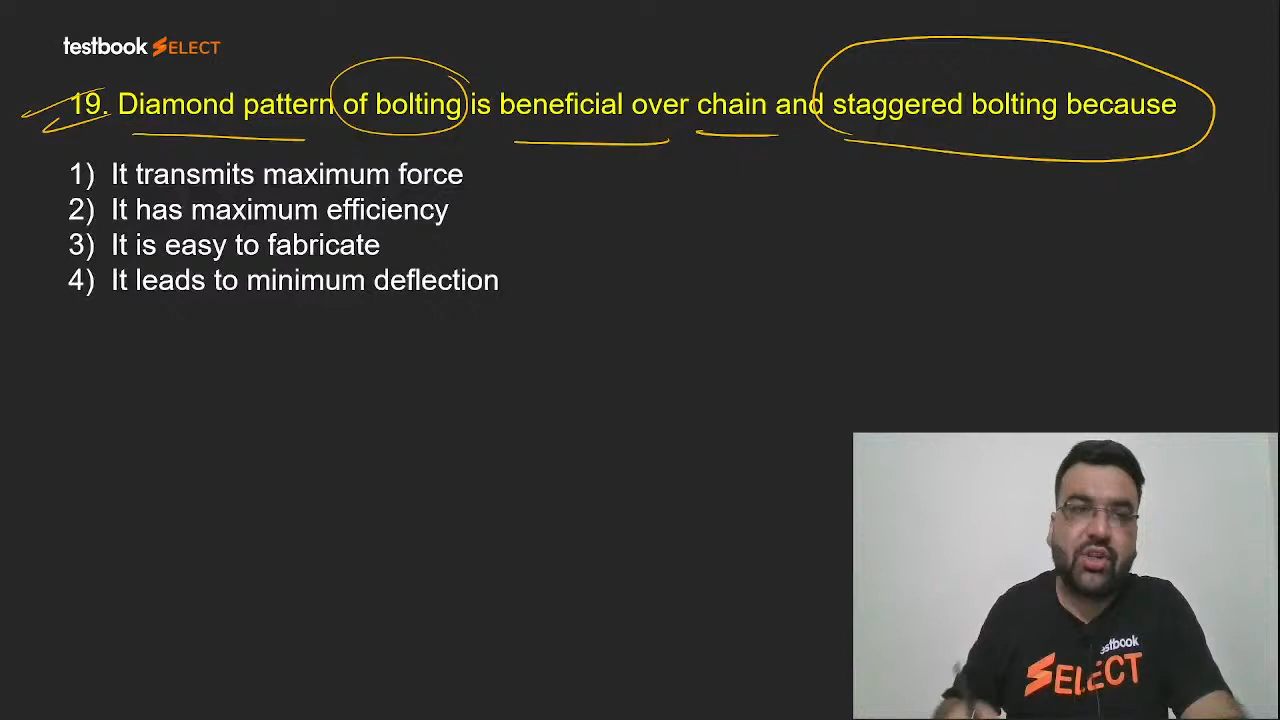 testbook SELECT
19. Diamond pattern of bolting is beneficial over chain and staggered bolting because
1) It transmits maximum force
2) It has maximum efficiency
3) It is easy to fabricate
4) It leads to minimum deflection
estbook
SELECT